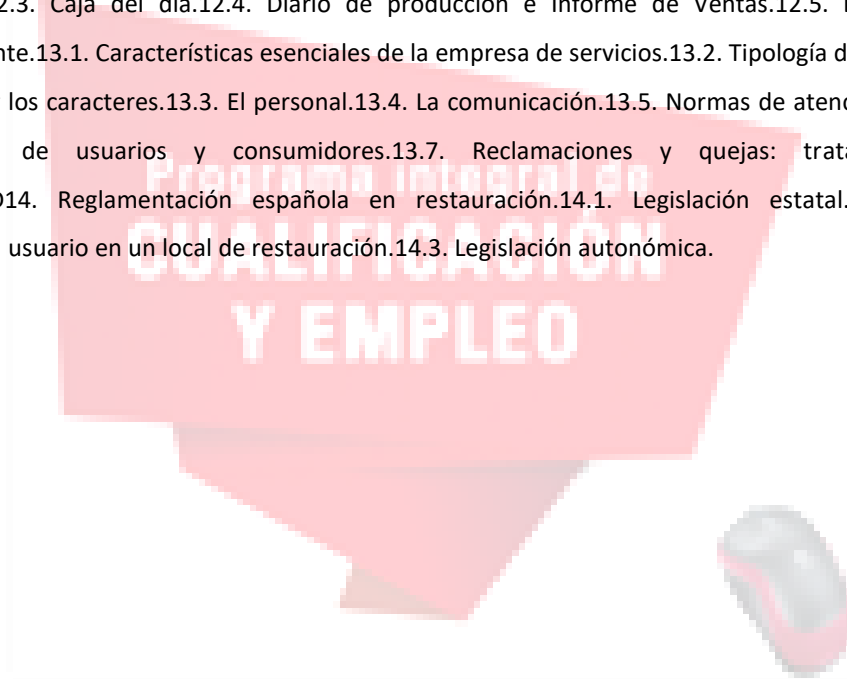 2.3. Caja del día.12.4. Diario de producción e Informe de Ventas.12.5.
nte.13.1. Características esenciales de la empresa de servicios.13.2. Tipología d
los caracteres.13.3. El personal.13.4. La comunicación.13.5. Normas de aten
de usuarios y consumidores.13.7. Reclamaciones y quejas: trata
014. Reglamentación española en restauración.14.1. Legislación estatal.
usuario en un local de restauración.14.3. Legislación autonómica.
Programa integral de
CUALIFICACIÓN
Y EMPLEO